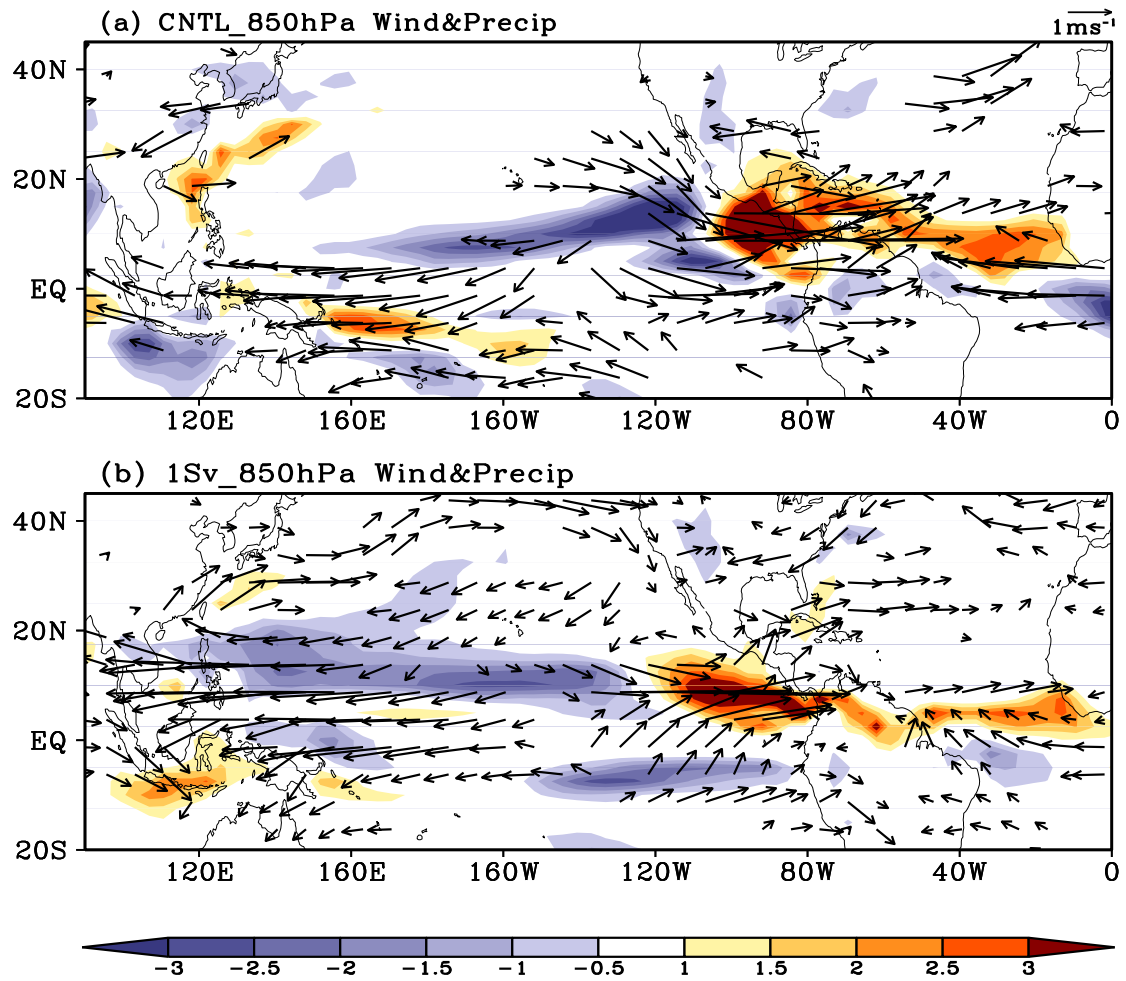 (a) CNTL_850hPa Wind&Precip
1ms⁻¹
40N
20N
EQ
20S
120E 160E 160W 120W 80W 40W 0
(b) 1Sv_850hPa Wind&Precip
40N
20N
EQ
20S
120E 160E 160W 120W 80W 40W 0
-3 -2.5 -2 -1.5 -1 -0.5 1 1.5 2 2.5 3